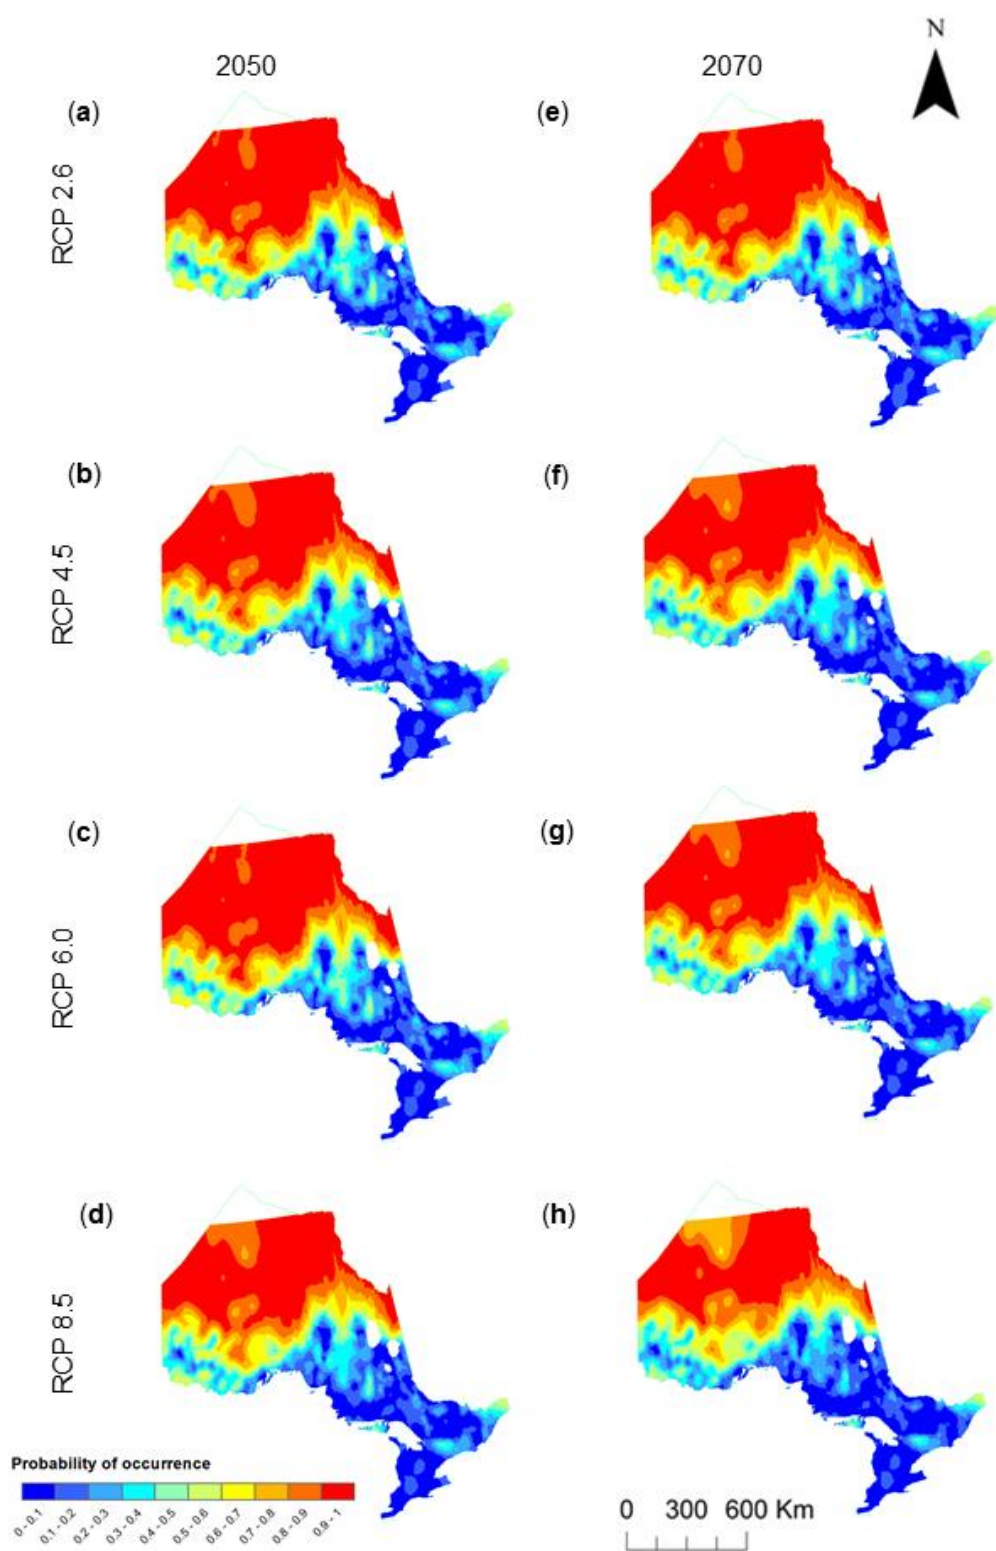 N
2050 2070
(a) (e)
RCP 2.6
(b) (f)
RCP 4.5
(c) (g)
RCP 6.0
(d) (h)
RCP 8.5
Probability of occurrence
0 - 0.1 0.1 - 0.2 0.2 - 0.3 0.3 - 0.4 0.4 - 0.5 0.5 - 0.6 0.6 - 0.7 0.7 - 0.8 0.8 - 0.9 0.9 - 1
0 300 600 Km